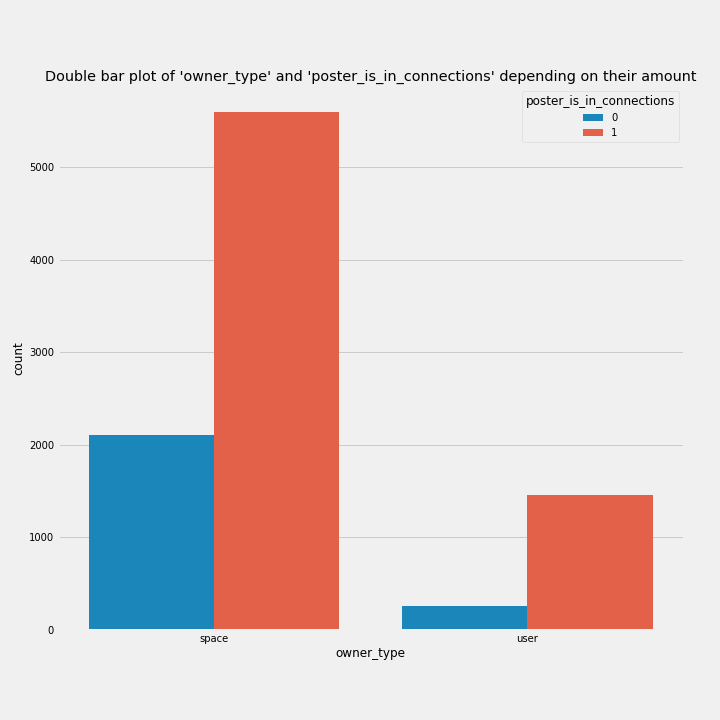 Double bar plot of 'owner_type' and 'poster_is_in_connections' depending on their amount
poster_is_in_connections
0
1
5000
4000
3000
2000
1000
0
count
space
user
owner_type